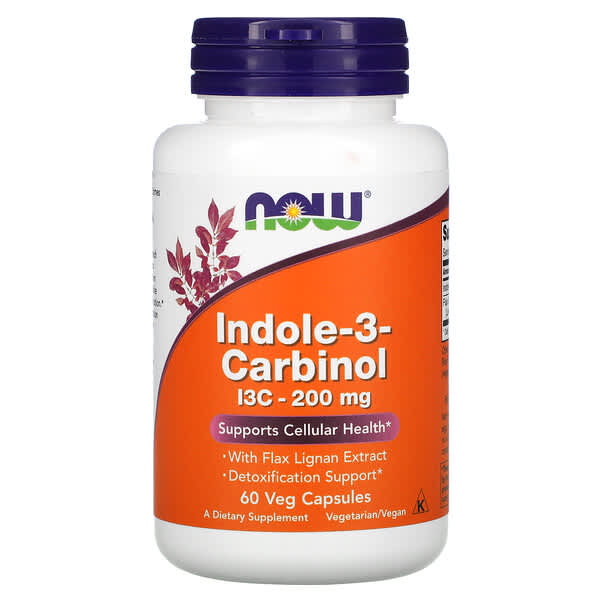 NOW®
Indole-3-
Carbinol
I3C - 200 mg
Supports Cellular Health*
• With Flax Lignan Extract
• Detoxification Support*
60 Veg Capsules
A Dietary Supplement Vegetarian/Vegan
K